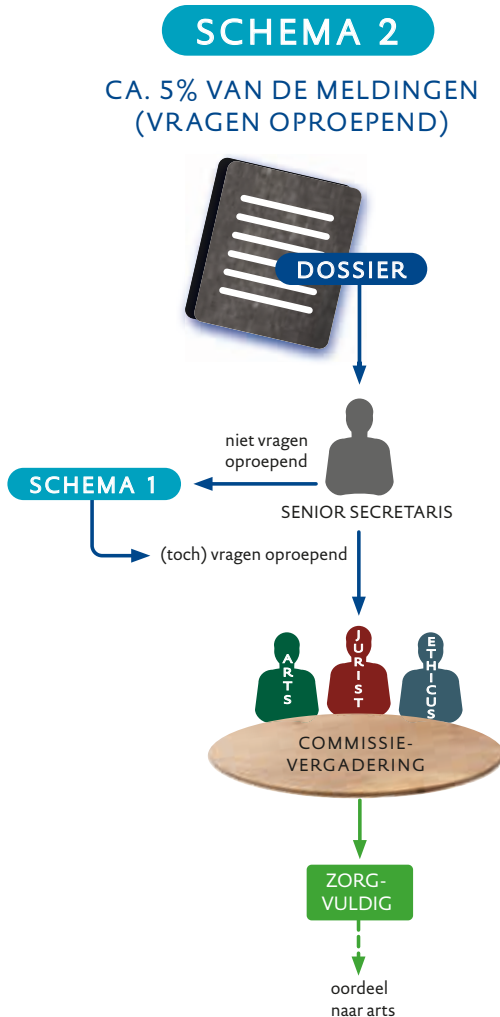 SCHEMA 2
CA. 5% VAN DE MELDINGEN
(VRAGEN OPROEPEND)
DOSSIER
niet vragen
oproepend
SCHEMA 1
SENIOR SECRETARIS
(toch) vragen oproepend
ARTS
JURIST
ETHICUS
COMMISSIE-
VERGADERING
ZORG-
VULDIG
oordeel
naar arts